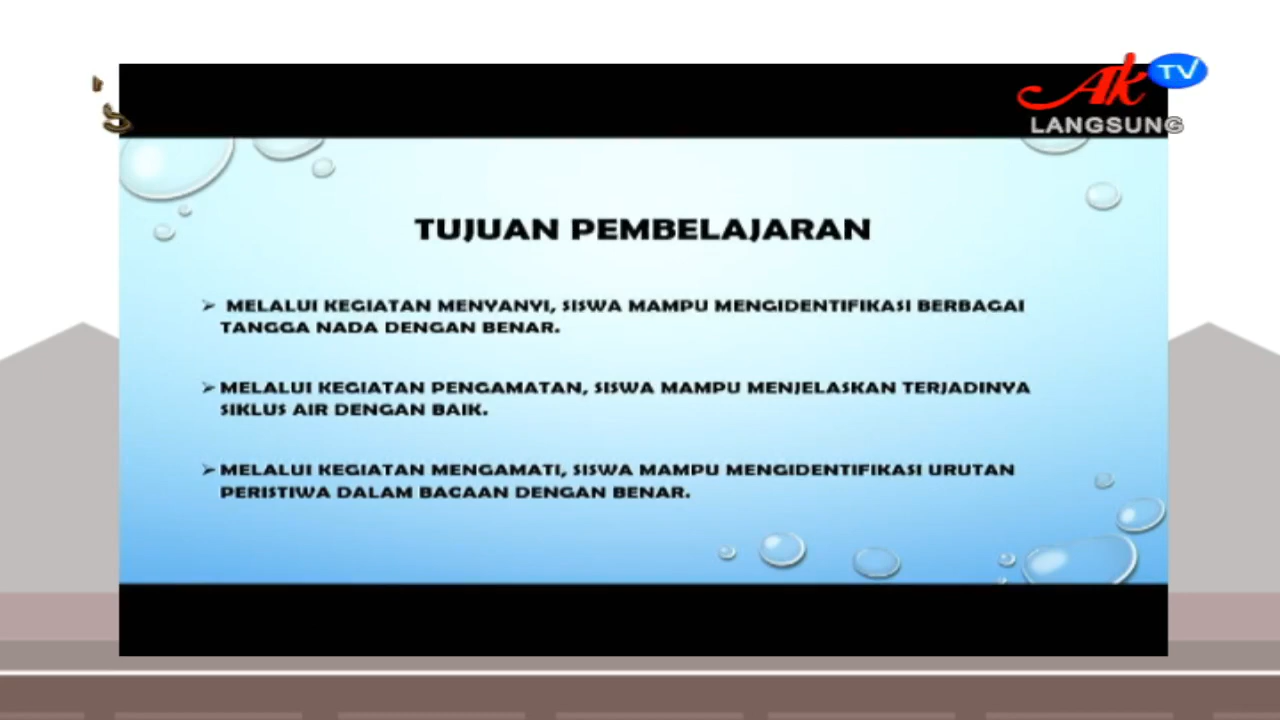 Ak TV
LANGSUNG
TUJUAN PEMBELAJARAN
➢ MELALUI KEGIATAN MENYANYI, SISWA MAMPU MENGIDENTIFIKASI BERBAGAI
TANGGA NADA DENGAN BENAR.
➢ MELALUI KEGIATAN PENGAMATAN, SISWA MAMPU MENJELASKAN TERJADINYA
SIKLUS AIR DENGAN BAIK.
➢ MELALUI KEGIATAN MENGAMATI, SISWA MAMPU MENGIDENTIFIKASI URUTAN
PERISTIWA DALAM BACAAN DENGAN BENAR.